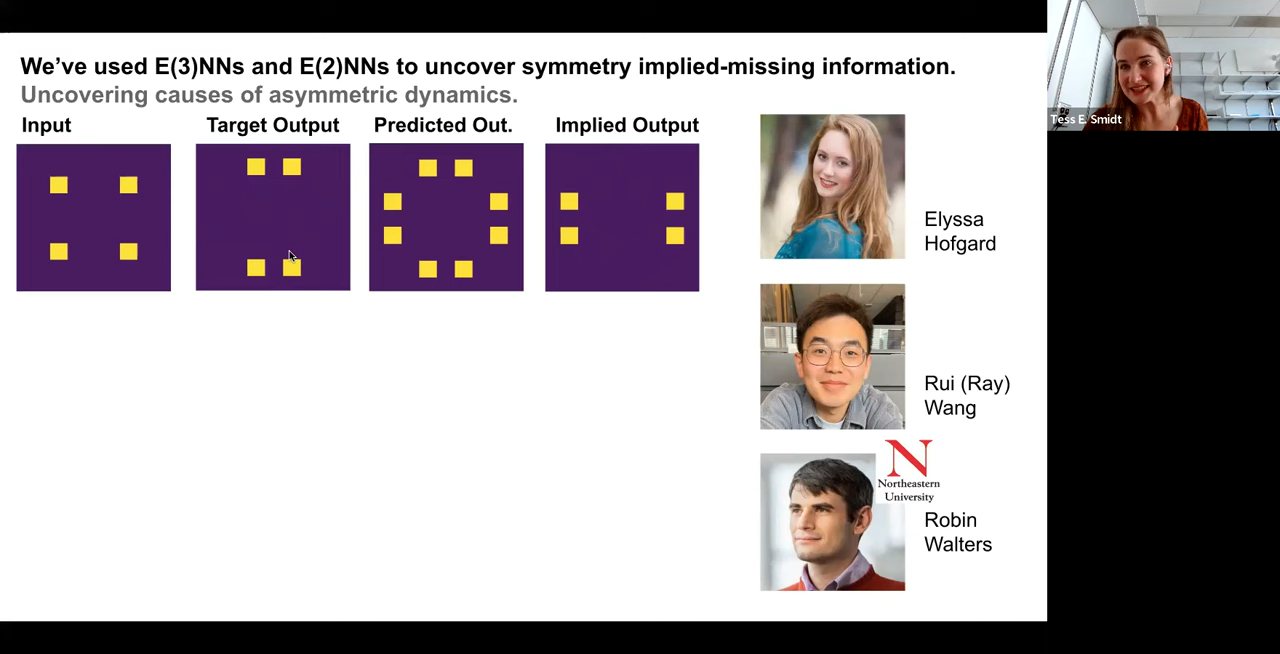 We've used E(3)NNs and E(2)NNs to uncover symmetry implied-missing information.
Uncovering causes of asymmetric dynamics.
Input
Target Output
Predicted Out.
Implied Output
Elyssa
Hofgard
Rui (Ray)
Wang
N
Northeastern
University
Robin
Walters
Tess E. Smidt